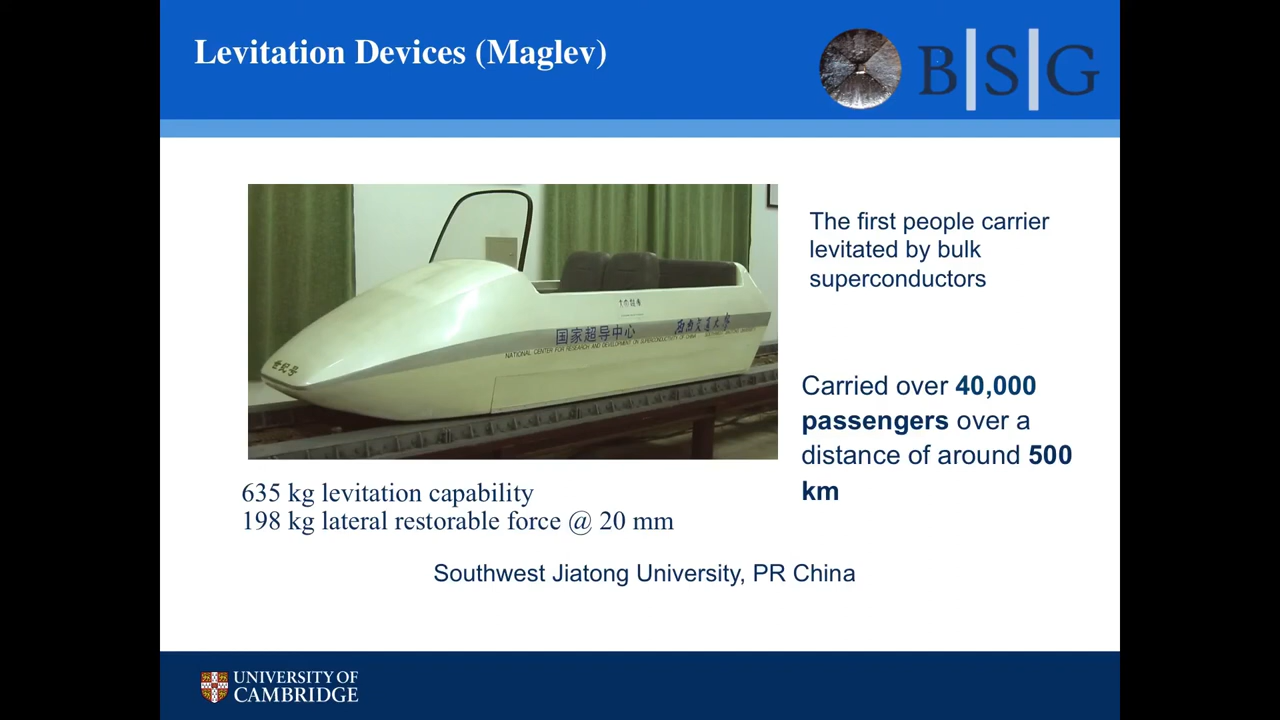 Levitation Devices (Maglev)
B|S|G
The first people carrier
levitated by bulk
superconductors
国家超导中心
NATIONAL CENTER FOR RESEARCH AND DEVELOPMENT ON SUPERCONDUCTIVITY OF CHINA
西南交通大学
世纪号
Carried over 40,000
passengers over a
distance of around 500
km
635 kg levitation capability
198 kg lateral restorable force @ 20 mm
Southwest Jiatong University, PR China
UNIVERSITY OF
CAMBRIDGE